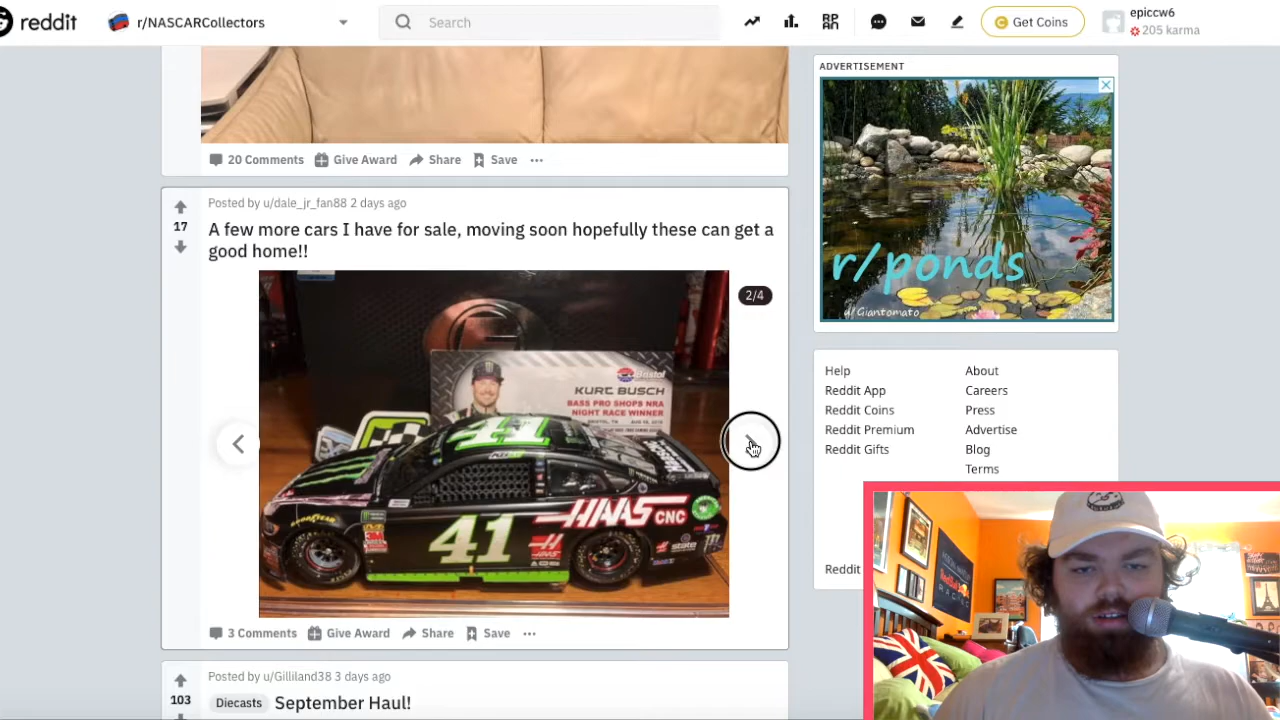 reddit
r/NASCARCollectors
Search
Get Coins
epiccw6
205 karma
20 Comments
Give Award
Share
Save
Posted by u/dale_jr_fan88 2 days ago
17
A few more cars I have for sale, moving soon hopefully these can get a
good home!!
2/4
Bristol
KURT BUSCH
BASS PRO SHOPS NRA
NIGHT RACE WINNER
41
HAAS CNC
41
3 Comments
Give Award
Share
Save
Posted by u/Gilliland38 3 days ago
103
Diecasts
September Haul!
ADVERTISEMENT
r/ponds
u/Giantomato
Help
About
Reddit App
Careers
Reddit Coins
Press
Reddit Premium
Advertise
Reddit Gifts
Blog
Terms
Reddit